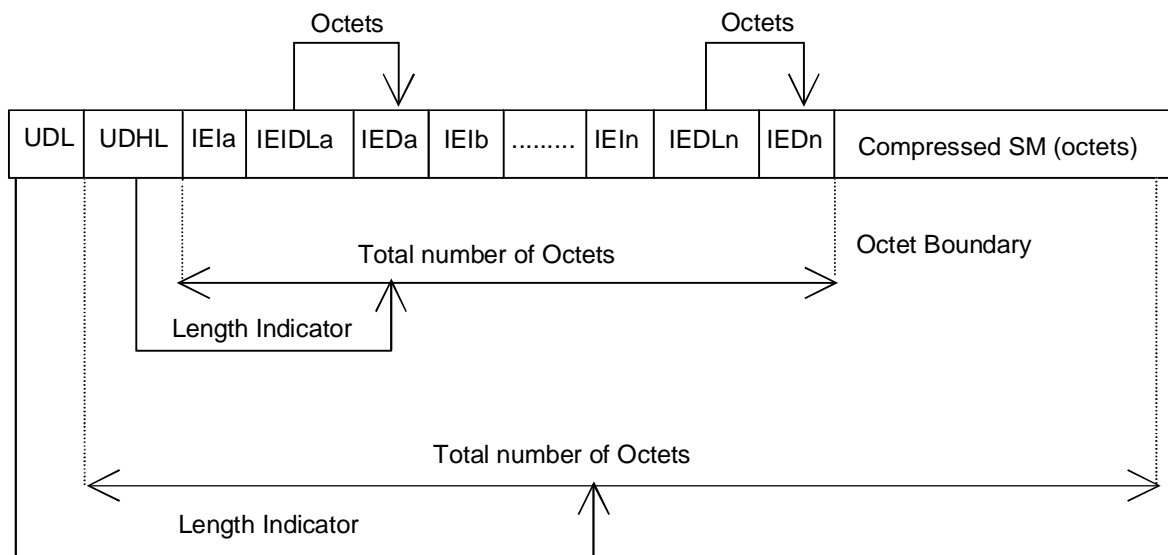 Octets Octets
UDL UDHL IEIa IEIDLa IEDa IEIb ......... IEIn IEDLn IEDn Compressed SM (octets)
Total number of Octets
Octet Boundary
Length Indicator
Total number of Octets
Length Indicator